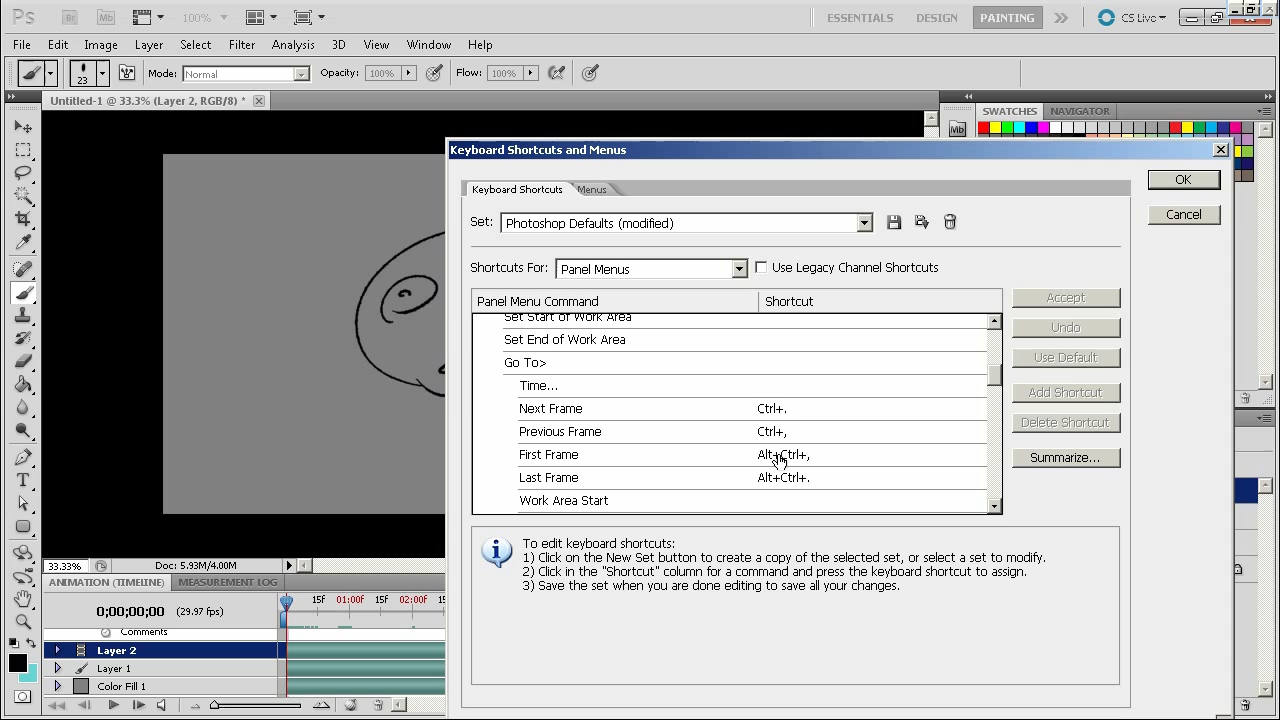 Ps Br Mb 100% ESSENTIALS DESIGN PAINTING CS Live
File Edit Image Layer Select Filter Analysis 3D View Window Help
23 Mode: Normal Opacity: 100% Flow: 100%
Untitled-1 @ 33.3% (Layer 2, RGB/8) *
SWATCHES NAVIGATOR
Mb
Keyboard Shortcuts and Menus
Keyboard Shortcuts Menus
OK
Set: Photoshop Defaults (modified)
Cancel
Shortcuts For: Panel Menus Use Legacy Channel Shortcuts
Panel Menu Command Shortcut
Accept
Set Start of Work Area
Undo
Set End of Work Area
Use Default
Go To>
Time...
Add Shortcut
Next Frame Ctrl+.
Delete Shortcut
Previous Frame Ctrl+,
First Frame Alt+Ctrl+,
Summarize...
Last Frame Alt+Ctrl+.
Work Area Start
To edit keyboard shortcuts:
1) Click on the New Set button to create a copy of the selected set, or select a set to modify.
2) Click in the "Shortcut" column for a command and press the keyboard shortcut to assign.
3) Save the set when you are done editing to save all your changes.
33.33% Doc: 5.93M/4.00M
ANIMATION (TIMELINE) MEASUREMENT LOG
0;00;00;00 (29.97 fps) 15f 01:00f 15f 02:00f
Comments
Layer 2
Layer 1
Color Fill 1